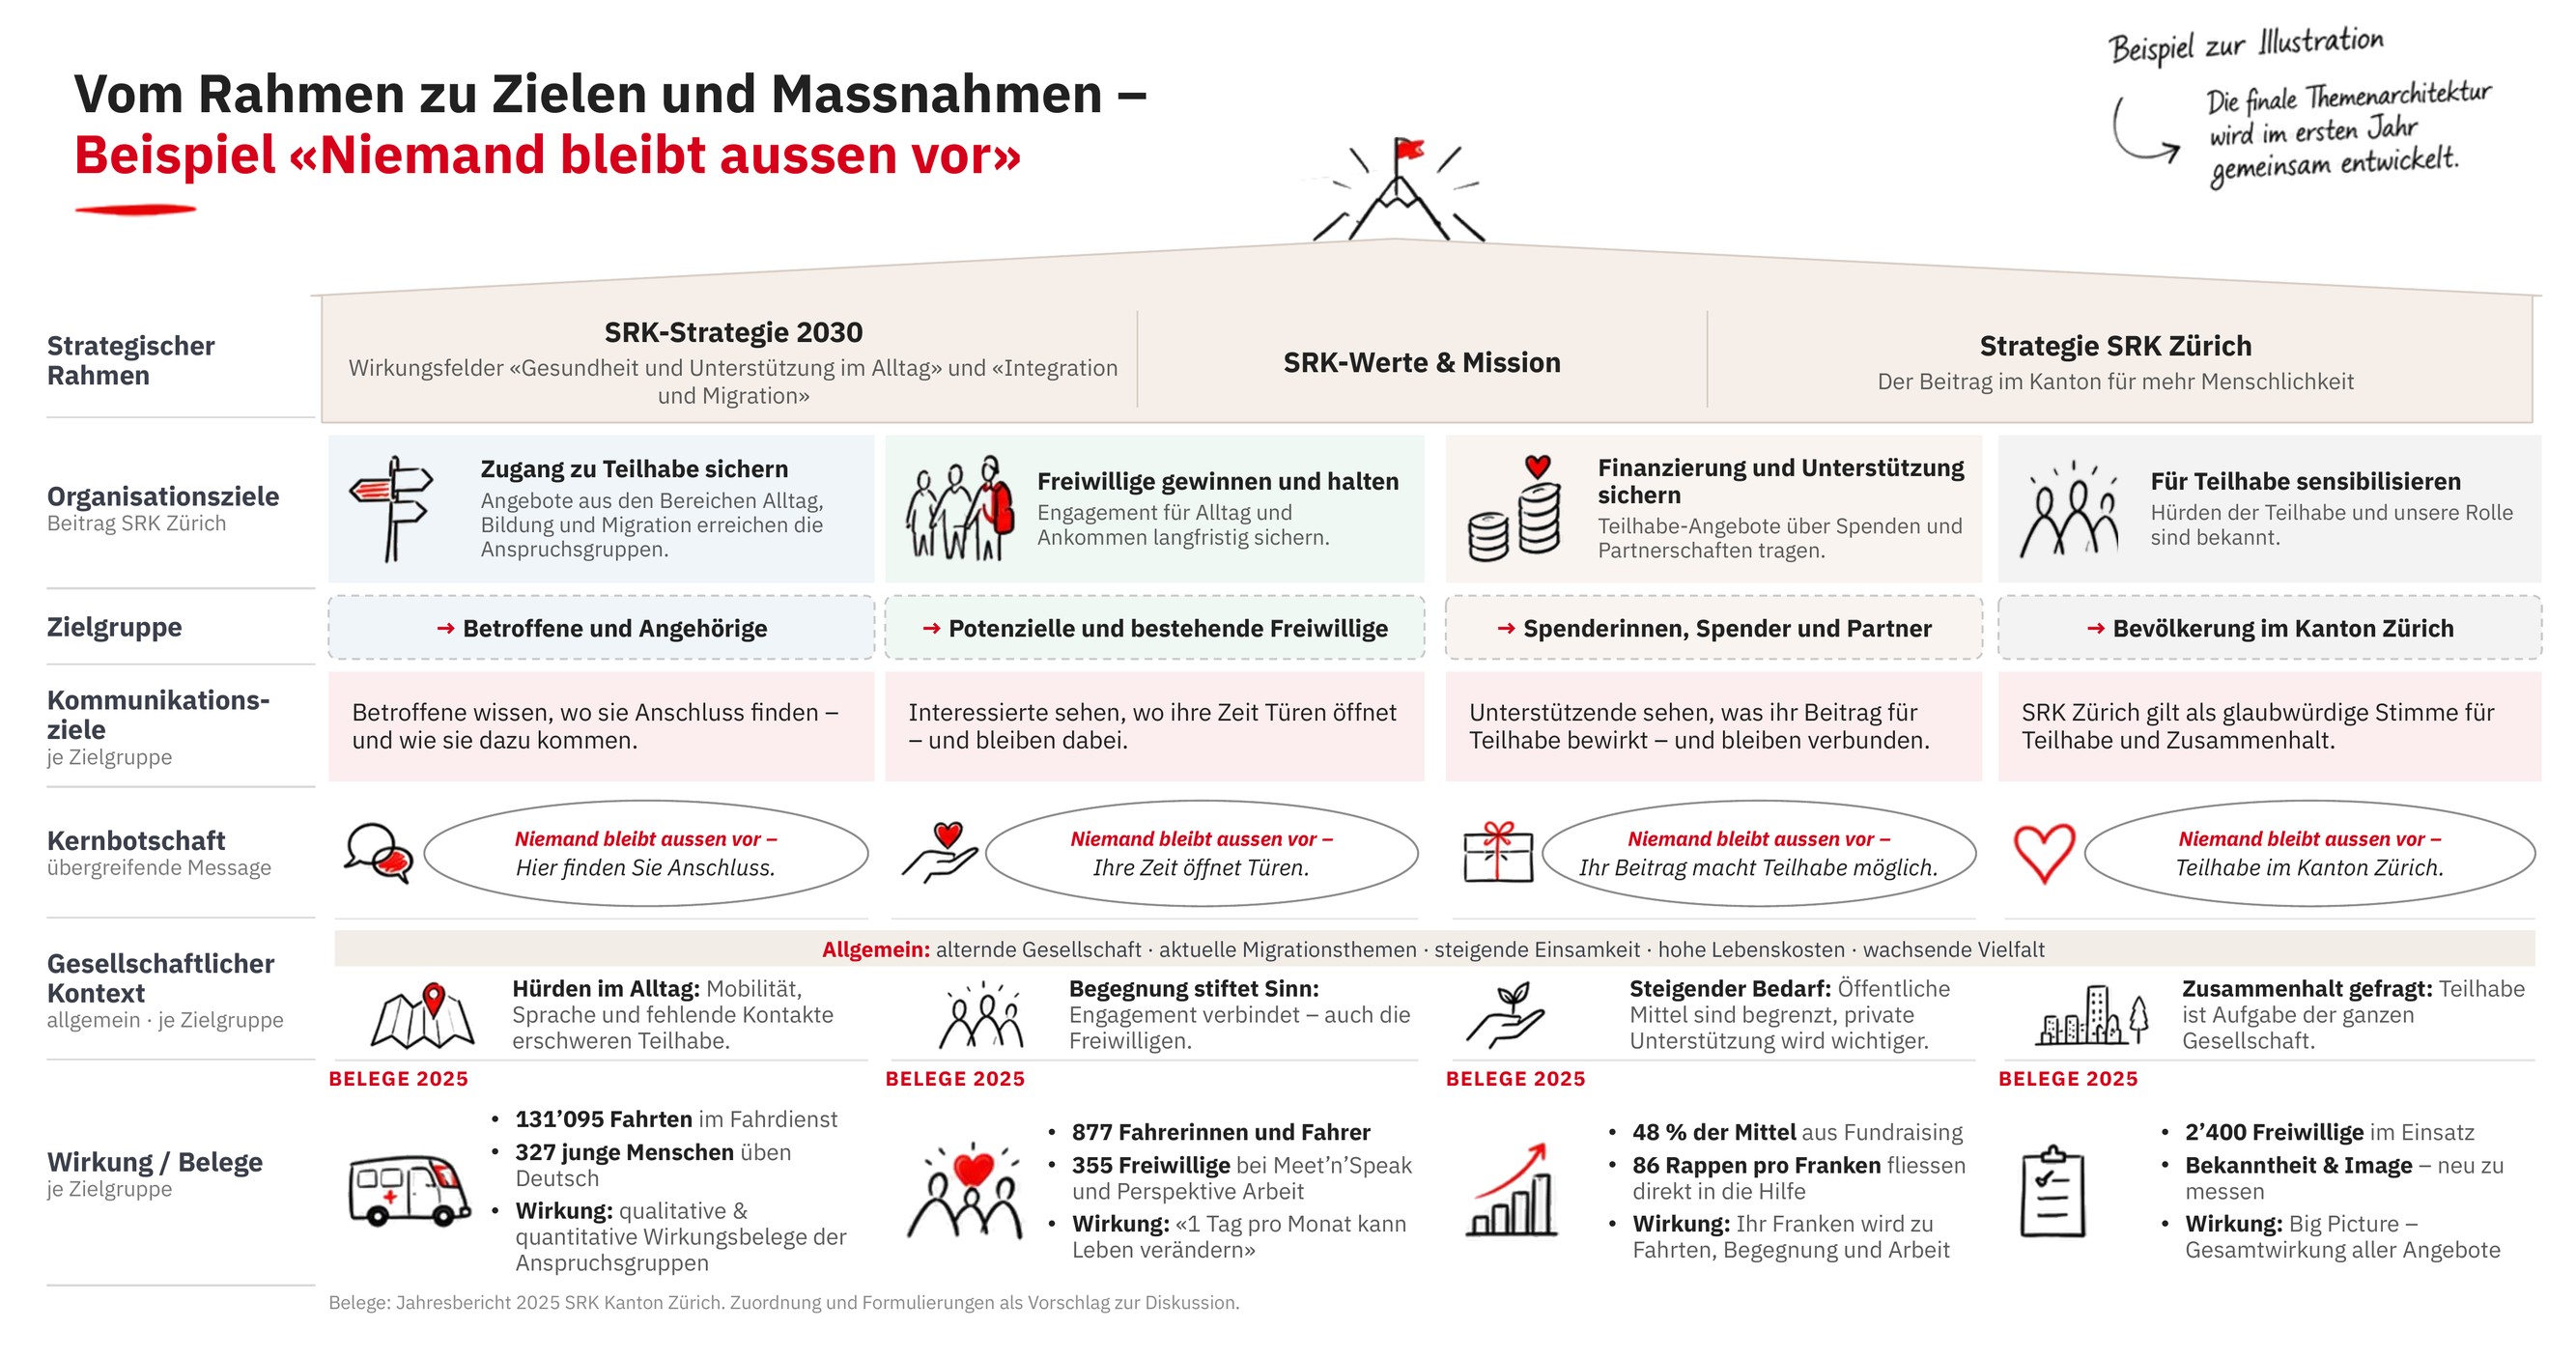 Beispiel zur Illustration
Die finale Themenarchitektur
wird im ersten Jahr
gemeinsam entwickelt.
Vom Rahmen zu Zielen und Massnahmen –
Beispiel «Niemand bleibt aussen vor»
Strategischer
Rahmen
SRK-Strategie 2030
Wirkungsfelder «Gesundheit und Unterstützung im Alltag» und «Integration
und Migration»
SRK-Werte & Mission
Strategie SRK Zürich
Der Beitrag im Kanton für mehr Menschlichkeit
Organisationsziele
Beitrag SRK Zürich
Zugang zu Teilhabe sichern
Angebote aus den Bereichen Alltag,
Bildung und Migration erreichen die
Anspruchsgruppen.
Freiwillige gewinnen und halten
Engagement für Alltag und
Ankommen langfristig sichern.
Finanzierung und Unterstützung
sichern
Teilhabe-Angebote über Spenden und
Partnerschaften tragen.
Für Teilhabe sensibilisieren
Hürden der Teilhabe und unsere Rolle
sind bekannt.
Zielgruppe
→ Betroffene und Angehörige
→ Potenzielle und bestehende Freiwillige
→ Spenderinnen, Spender und Partner
→ Bevölkerung im Kanton Zürich
Kommunikations-
ziele
je Zielgruppe
Betroffene wissen, wo sie Anschluss finden –
und wie sie dazu kommen.
Interessierte sehen, wo ihre Zeit Türen öffnet
– und bleiben dabei.
Unterstützende sehen, was ihr Beitrag für
Teilhabe bewirkt – und bleiben verbunden.
SRK Zürich gilt als glaubwürdige Stimme für
Teilhabe und Zusammenhalt.
Kernbotschaft
übergreifende Message
Niemand bleibt aussen vor –
Hier finden Sie Anschluss.
Niemand bleibt aussen vor –
Ihre Zeit öffnet Türen.
Niemand bleibt aussen vor –
Ihr Beitrag macht Teilhabe möglich.
Niemand bleibt aussen vor –
Teilhabe im Kanton Zürich.
Gesellschaftlicher
Kontext
allgemein · je Zielgruppe
Allgemein: alternde Gesellschaft · aktuelle Migrationsthemen · steigende Einsamkeit · hohe Lebenskosten · wachsende Vielfalt
Hürden im Alltag: Mobilität,
Sprache und fehlende Kontakte
erschweren Teilhabe.
Begegnung stiftet Sinn:
Engagement verbindet – auch die
Freiwilligen.
Steigender Bedarf: Öffentliche
Mittel sind begrenzt, private
Unterstützung wird wichtiger.
Zusammenhalt gefragt: Teilhabe
ist Aufgabe der ganzen
Gesellschaft.
Wirkung / Belege
je Zielgruppe
BELEGE 2025
• 131’095 Fahrten im Fahrdienst
• 327 junge Menschen üben
Deutsch
• Wirkung: qualitative &
quantitative Wirkungsbelege der
Anspruchsgruppen
BELEGE 2025
• 877 Fahrerinnen und Fahrer
• 355 Freiwillige bei Meet’n’Speak
und Perspektive Arbeit
• Wirkung: «1 Tag pro Monat kann
Leben verändern»
BELEGE 2025
• 48 % der Mittel aus Fundraising
• 86 Rappen pro Franken fliessen
direkt in die Hilfe
• Wirkung: Ihr Franken wird zu
Fahrten, Begegnung und Arbeit
BELEGE 2025
• 2’400 Freiwillige im Einsatz
• Bekanntheit & Image – neu zu
messen
• Wirkung: Big Picture –
Gesamtwirkung aller Angebote
Belege: Jahresbericht 2025 SRK Kanton Zürich. Zuordnung und Formulierungen als Vorschlag zur Diskussion.